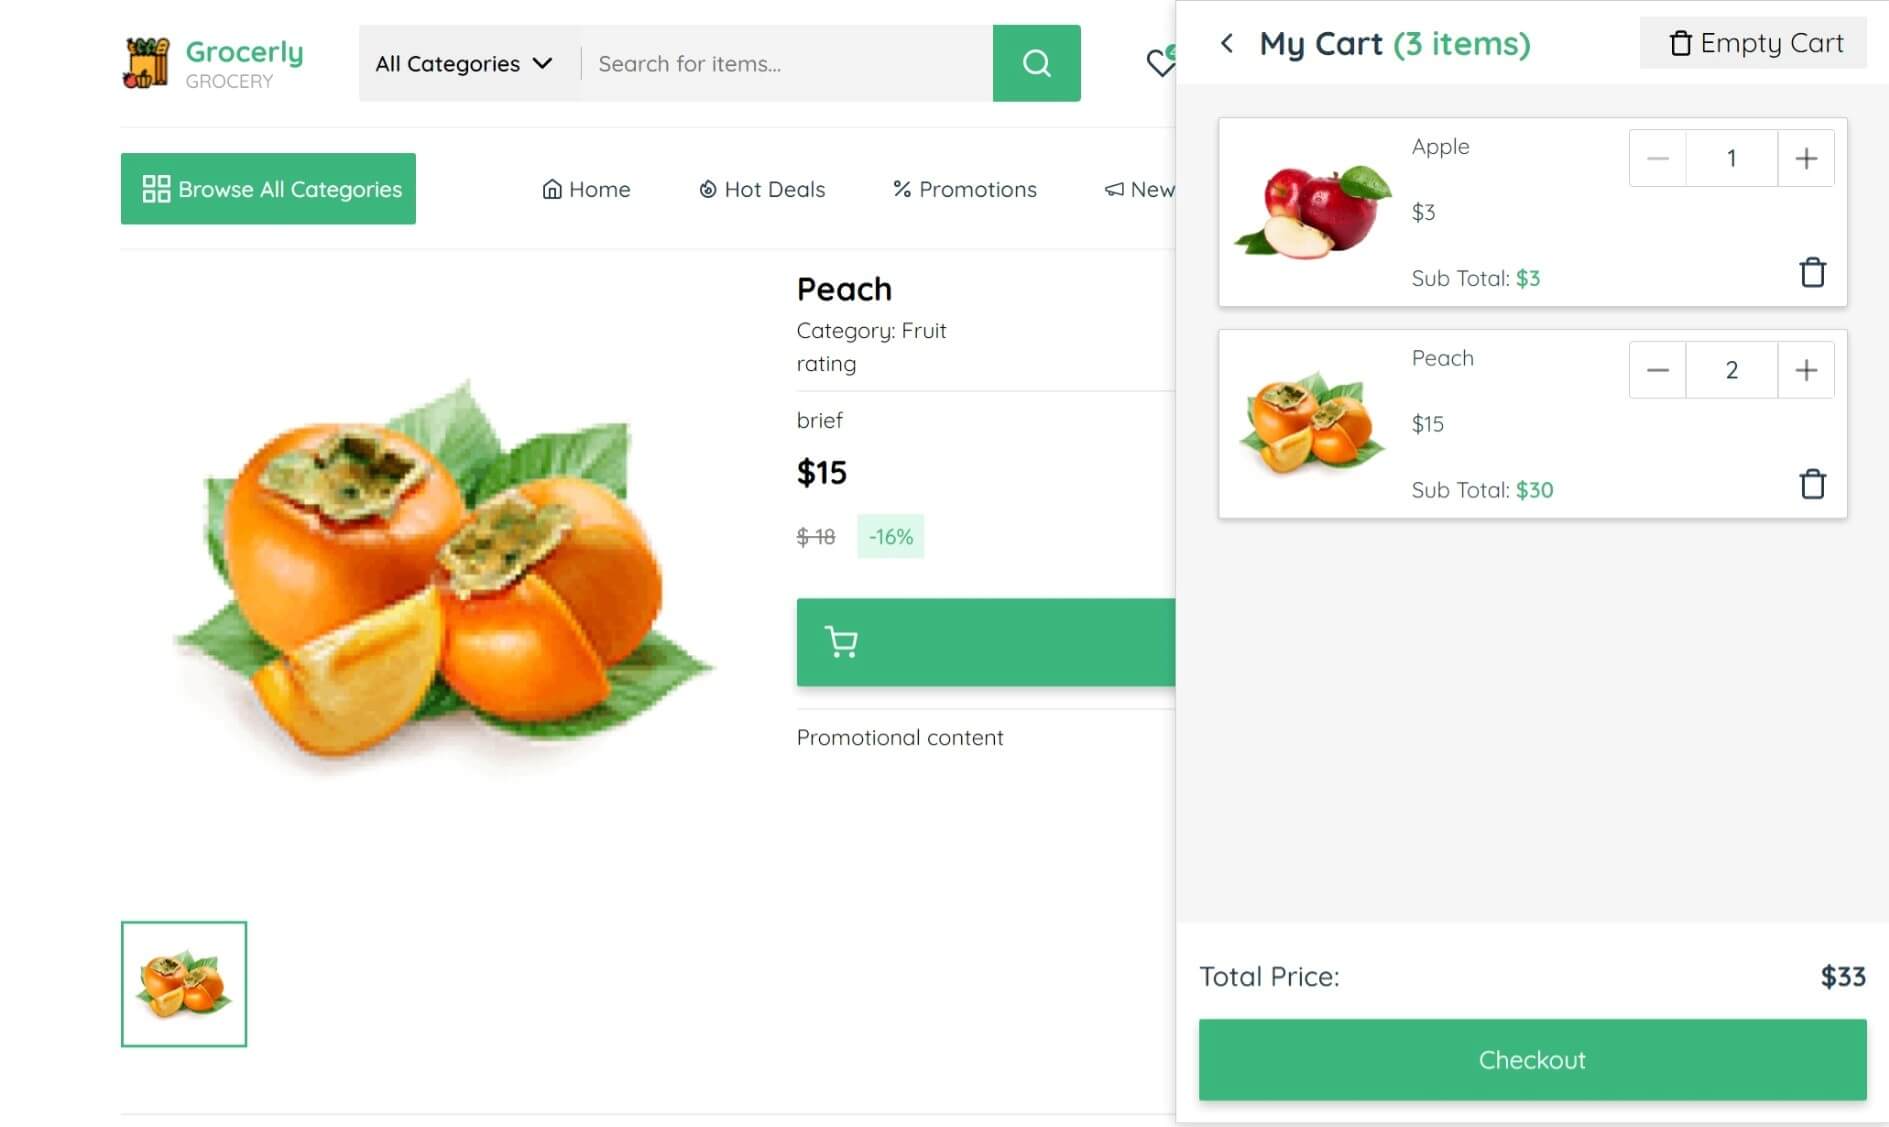 Grocerly
GROCERY
All Categories
Search for items...
Browse All Categories
Home
Hot Deals
% Promotions
New
Peach
Category: Fruit
rating
brief
$15
$ 18
-16%
Promotional content
My Cart (3 items)
Empty Cart
Apple
1
$3
Sub Total: $3
Peach
2
$15
Sub Total: $30
Total Price:
$33
Checkout